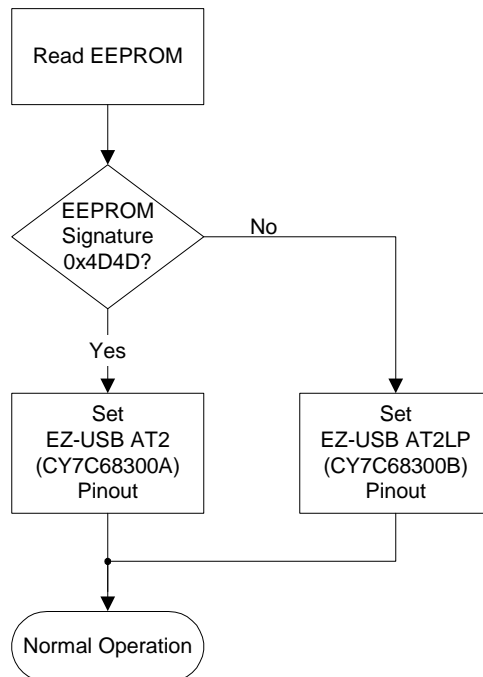 Read EEPROM
EEPROM
Signature
0x4D4D?
No
Yes
Set
EZ-USB AT2
(CY7C68300A)
Pinout
Set
EZ-USB AT2LP
(CY7C68300B)
Pinout
Normal Operation